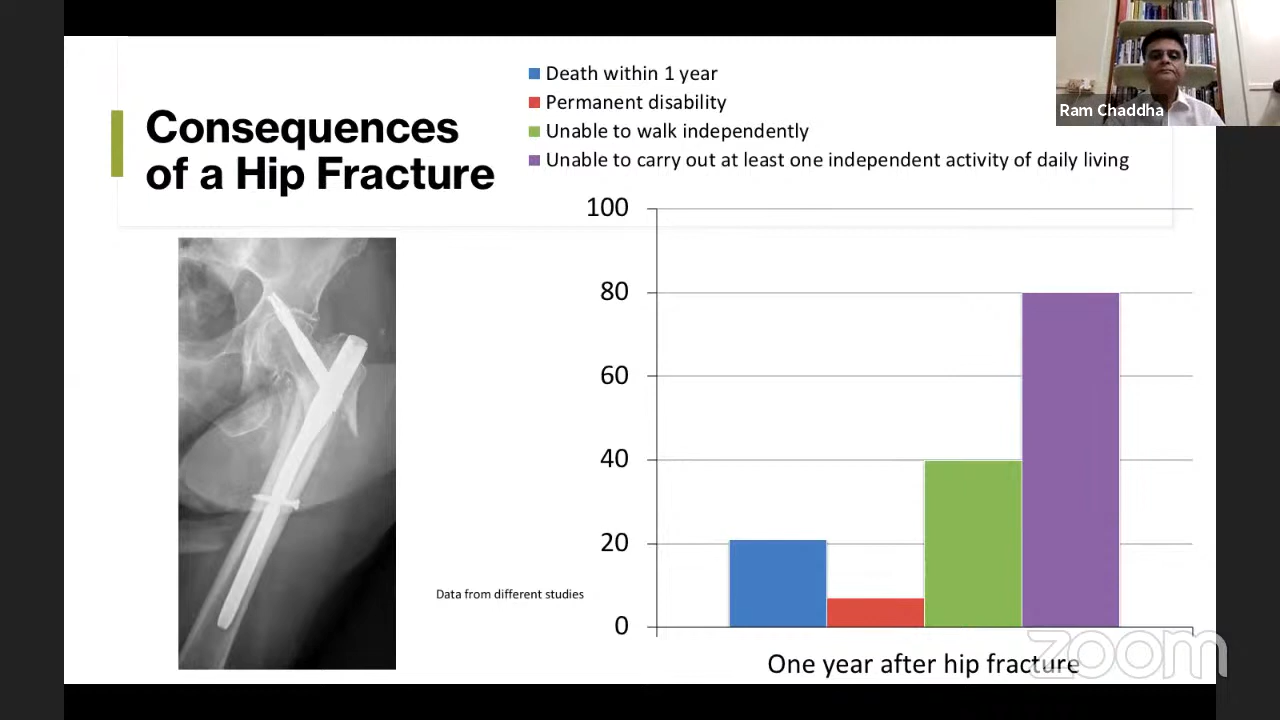 Consequences
of a Hip Fracture
Death within 1 year
Permanent disability
Unable to walk independently
Unable to carry out at least one independent activity of daily living
Ram Chaddha
100
80
60
40
20
0
Data from different studies
One year after hip fracture
zoom